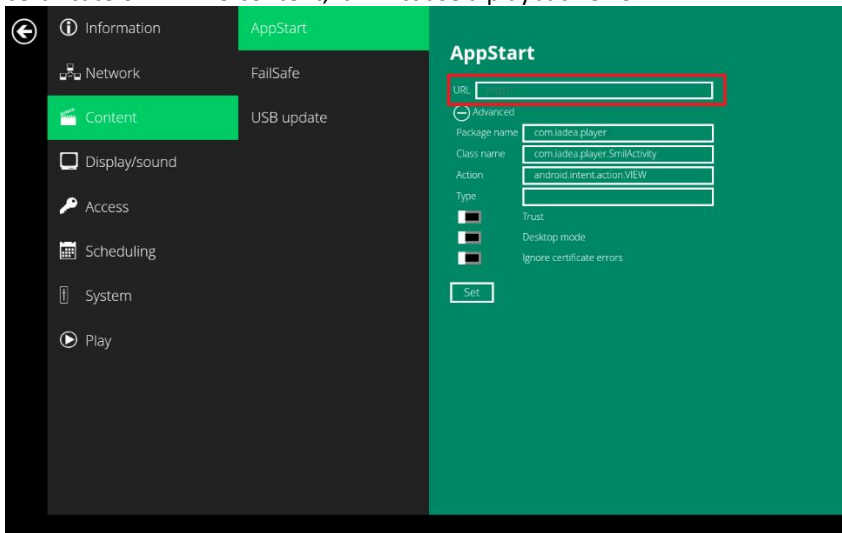 Information
Network
Content
Display/sound
Access
Scheduling
System
Play
AppStart
FailSafe
USB update
AppStart
URL
Advanced
Package name com.iadea.player
Class name com.iadea.player.SmilActivity
Action android.intent.action.VIEW
Type
Trust
Desktop mode
Ignore certificate errors
Set